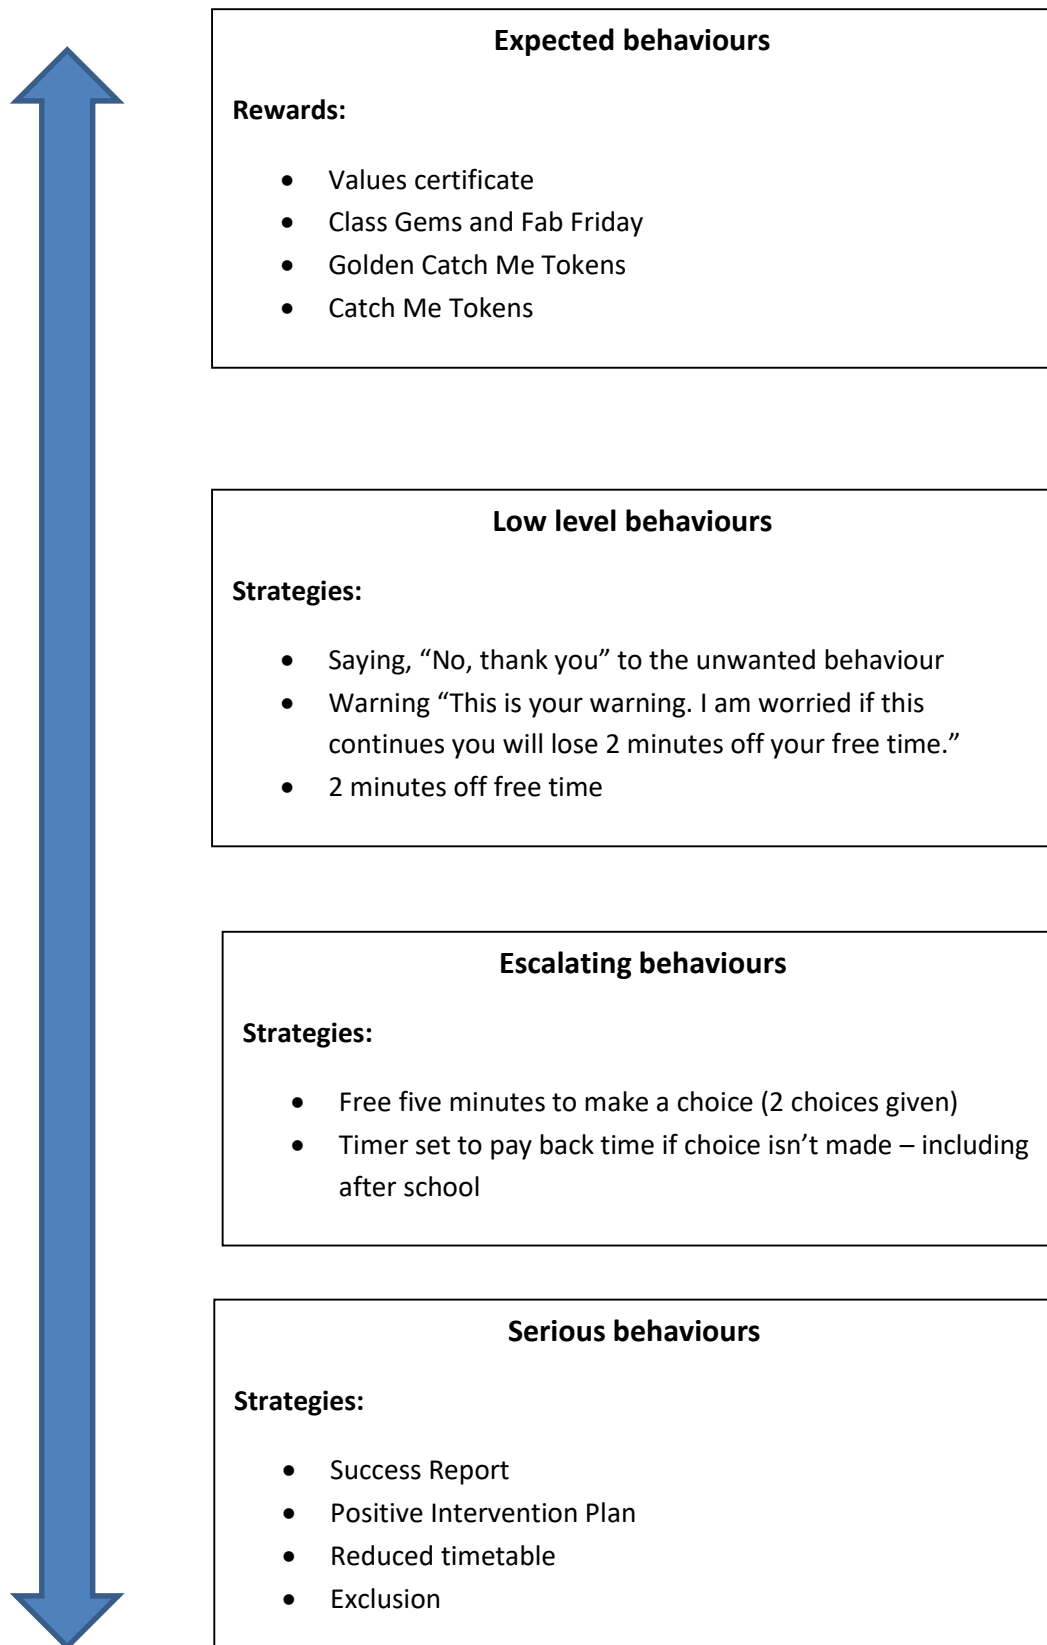 Expected behaviours
Rewards:
• Values certificate
• Class Gems and Fab Friday
• Golden Catch Me Tokens
• Catch Me Tokens
Low level behaviours
Strategies:
• Saying, “No, thank you” to the unwanted behaviour
• Warning “This is your warning. I am worried if this
continues you will lose 2 minutes off your free time.”
• 2 minutes off free time
Escalating behaviours
Strategies:
• Free five minutes to make a choice (2 choices given)
• Timer set to pay back time if choice isn’t made – including
after school
Serious behaviours
Strategies:
• Success Report
• Positive Intervention Plan
• Reduced timetable
• Exclusion